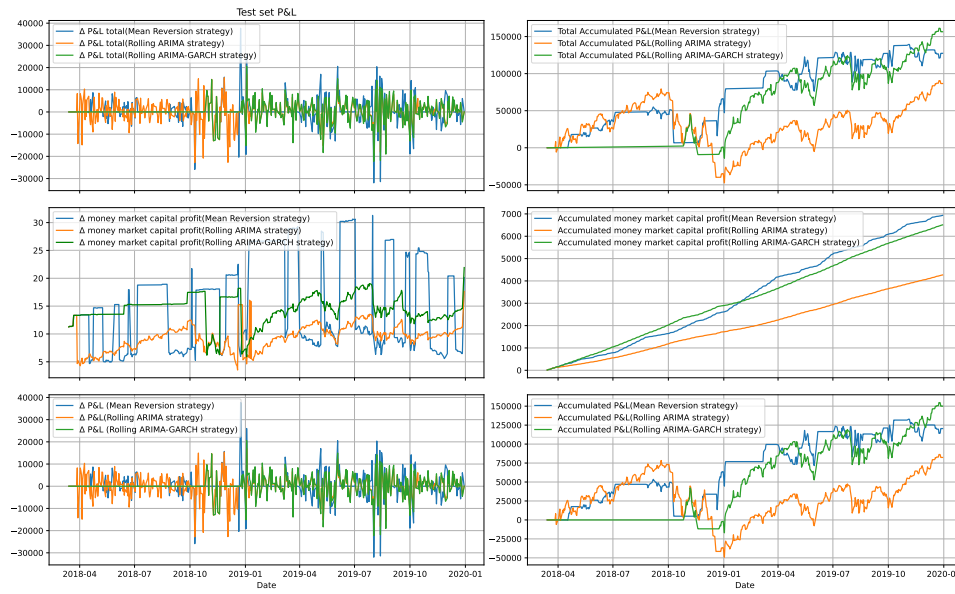 Test set P&L
40000
30000
20000
10000
0
−10000
−20000
−30000
Δ P&L total(Mean Reversion strategy)
Δ P&L total(Rolling ARIMA strategy)
Δ P&L total(Rolling ARIMA-GARCH strategy)
150000
100000
50000
0
−50000
Total Accumulated P&L(Mean Reversion strategy)
Total Accumulated P&L(Rolling ARIMA strategy)
Total Accumulated P&L(Rolling ARIMA-GARCH strategy)
30
25
20
15
10
5
Δ money market capital profit(Mean Reversion strategy)
Δ money market capital profit(Rolling ARIMA strategy)
Δ money market capital profit(Rolling ARIMA-GARCH strategy)
7000
6000
5000
4000
3000
2000
1000
0
Accumulated money market capital profit(Mean Reversion strategy)
Accumulated money market capital profit(Rolling ARIMA strategy)
Accumulated money market capital profit(Rolling ARIMA-GARCH strategy)
40000
30000
20000
10000
0
−10000
−20000
−30000
Δ P&L (Mean Reversion strategy)
Δ P&L(Rolling ARIMA strategy)
Δ P&L (Rolling ARIMA-GARCH strategy)
2018-04 2018-07 2018-10 2019-01 2019-04 2019-07 2019-10 2020-01
Date
150000
125000
100000
75000
50000
25000
0
−25000
−50000
Accumulated P&L(Mean Reversion strategy)
Accumulated P&L(Rolling ARIMA strategy)
Accumulated P&L(Rolling ARIMA-GARCH strategy)
2018-04 2018-07 2018-10 2019-01 2019-04 2019-07 2019-10 2020-0
Date